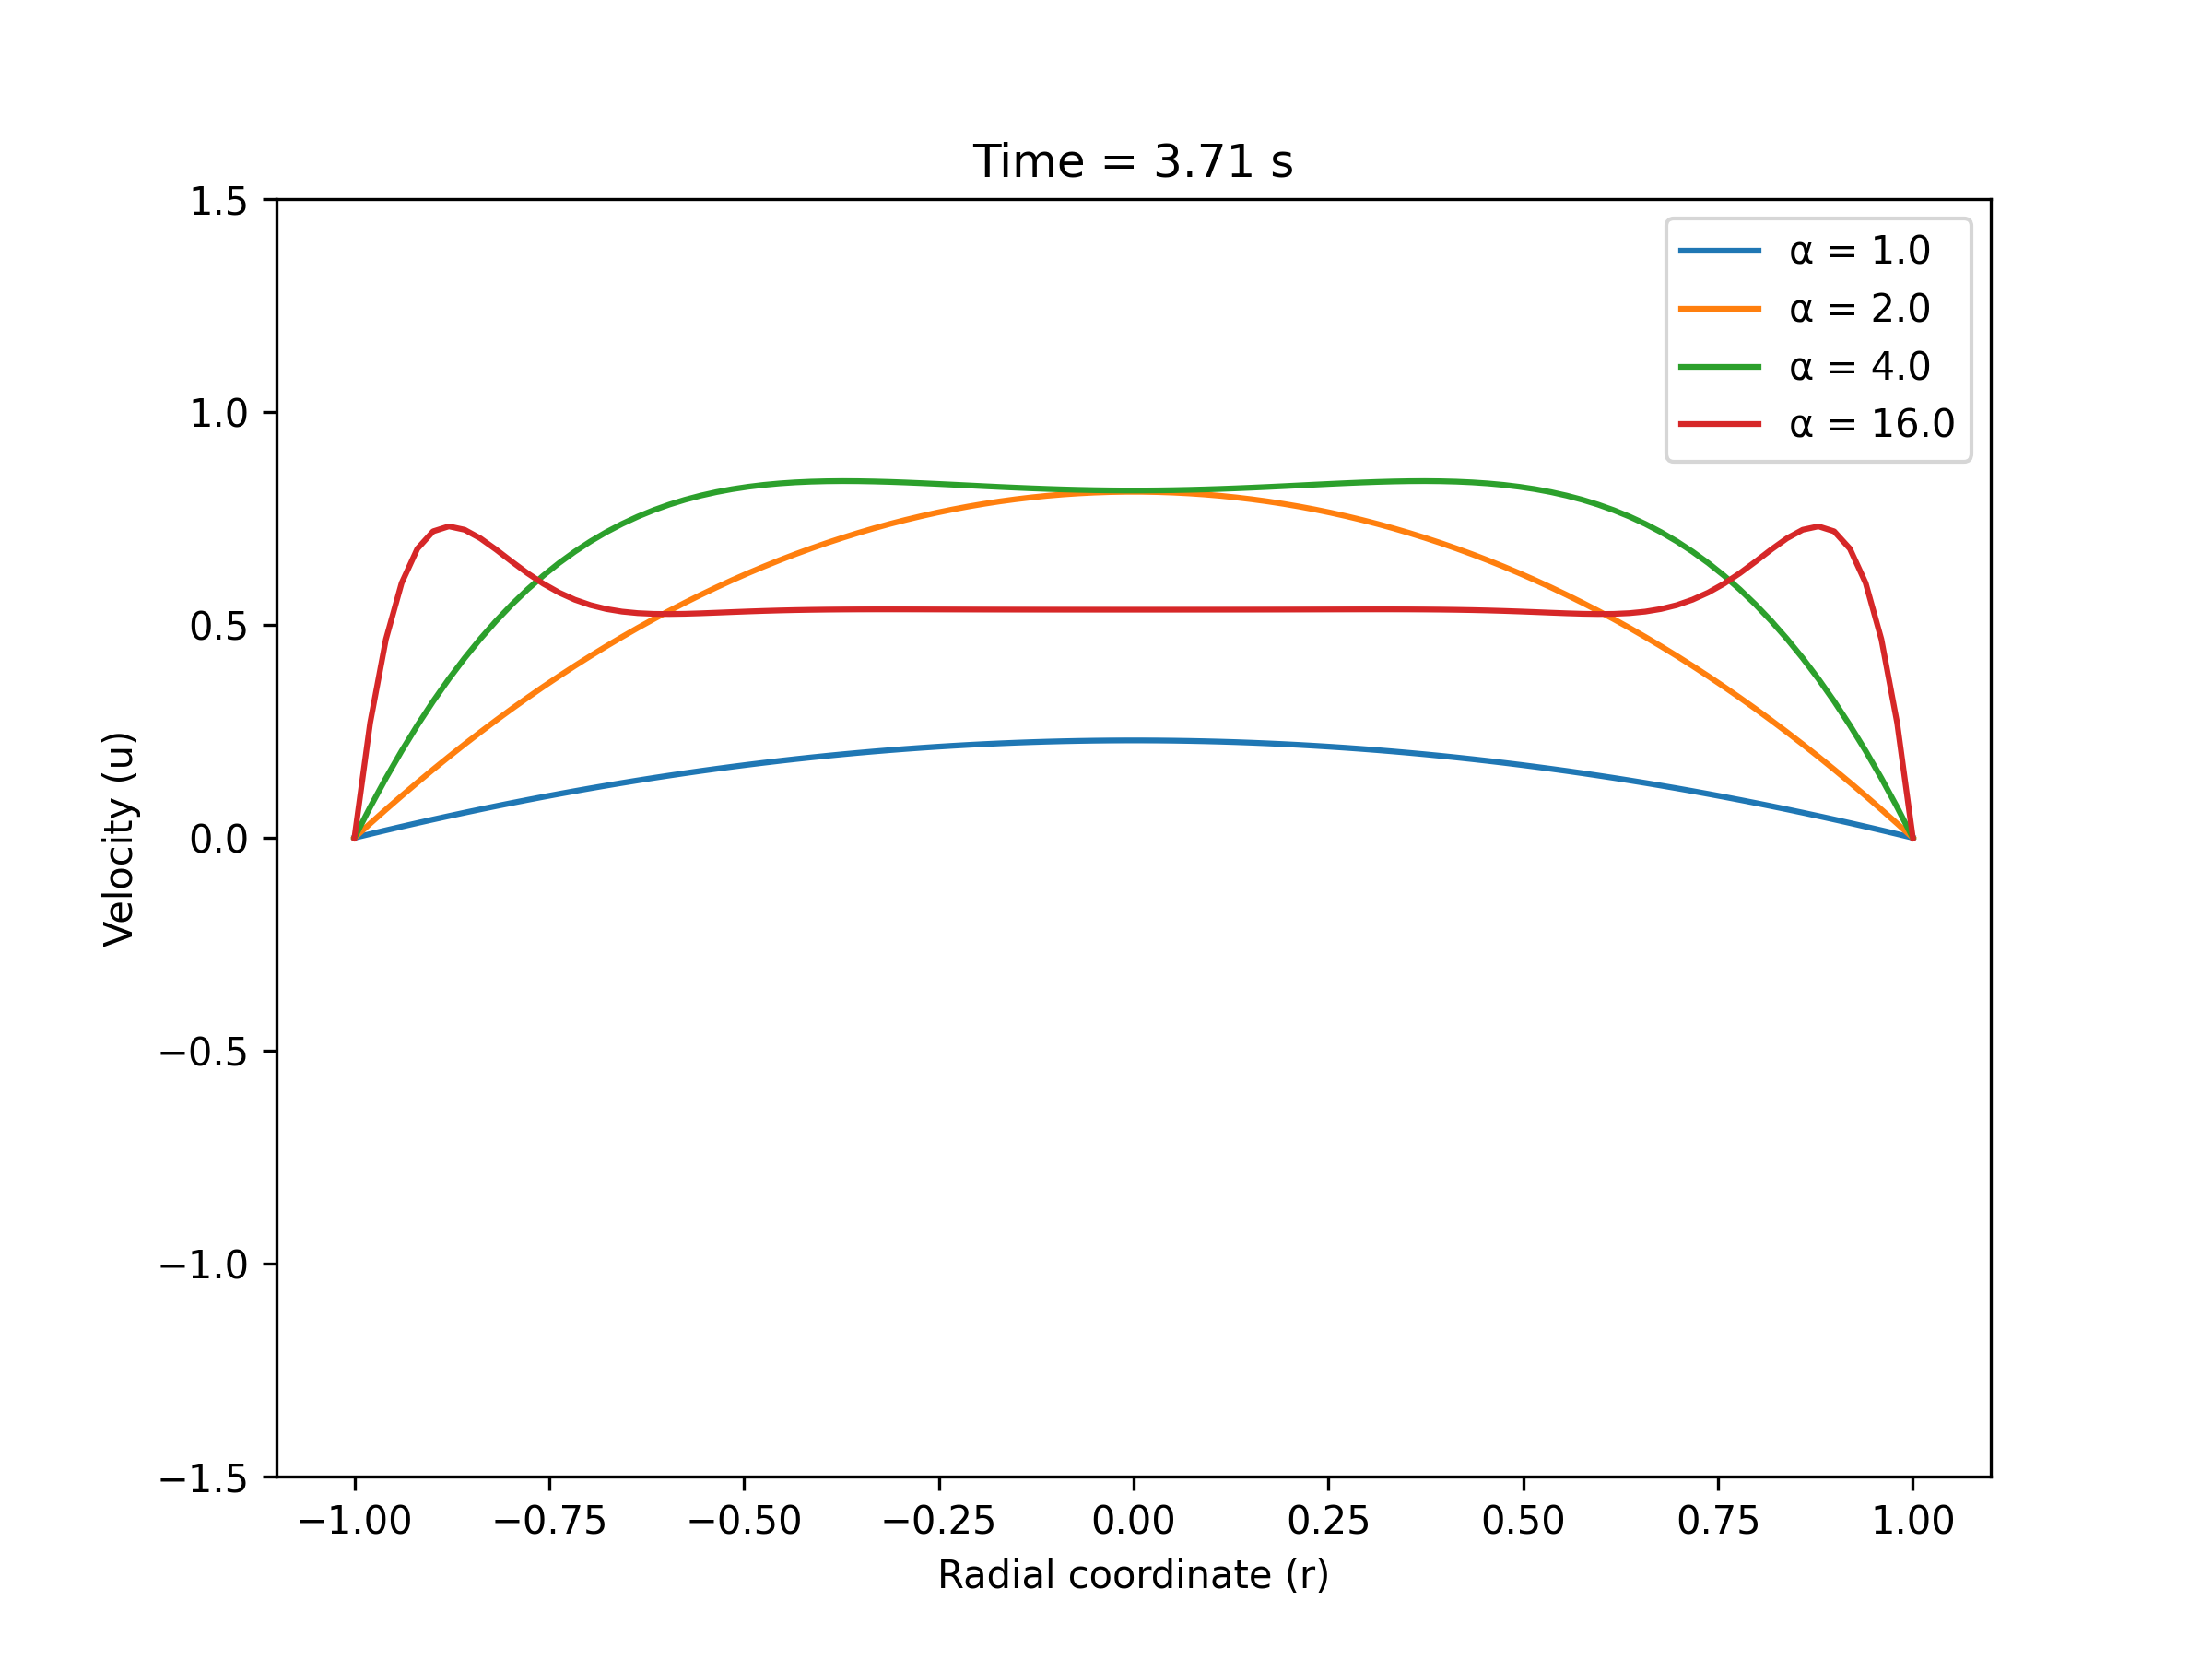 Time = 3.71 s
1.5
1.0
0.5
0.0
−0.5
−1.0
−1.5
Velocity (u)
α = 1.0
α = 2.0
α = 4.0
α = 16.0
−1.00 −0.75 −0.50 −0.25 0.00 0.25 0.50 0.75 1.00
Radial coordinate (r)